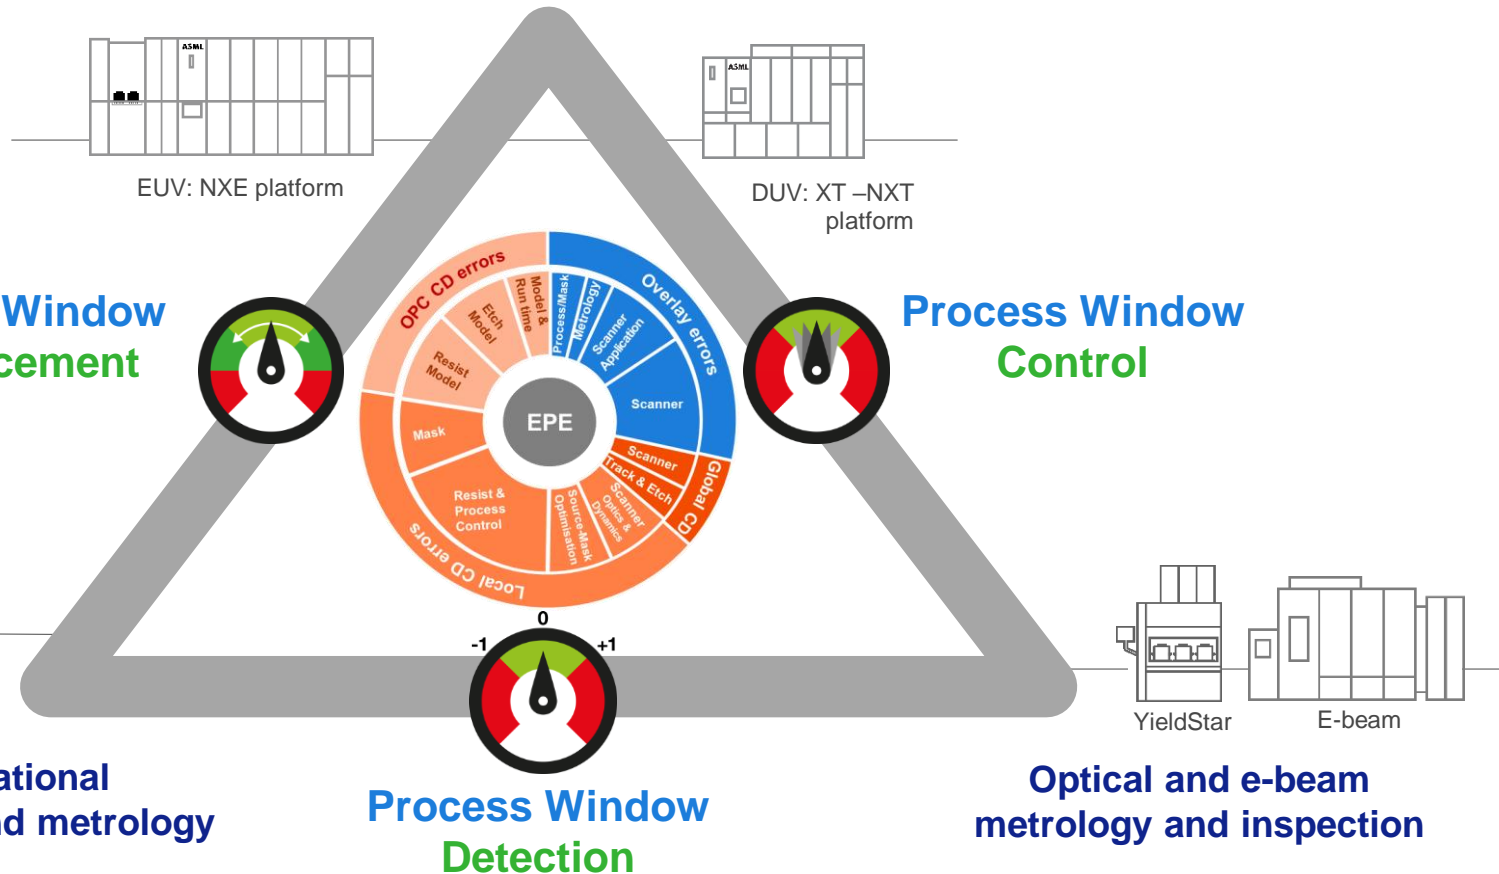 ASML
ASML
EUV: NXE platform
DUV: XT –NXT
platform
Window
cement
Process Window
Control
OPC CD errors
Overlay errors
Global CD
Local CD errors
Model &
Run time
Etch
Model
Resist
Model
Mask
Resist &
Process
Control
Source-Mask
Optimisation
Scanner
Optics &
Dynamics
Track & Etch
Scanner
Scanner
Scanner
Application
Metrology
Process/Mask
EPE
0
-1
+1
Process Window
Detection
YieldStar
E-beam
ational
nd metrology
Optical and e-beam
metrology and inspection